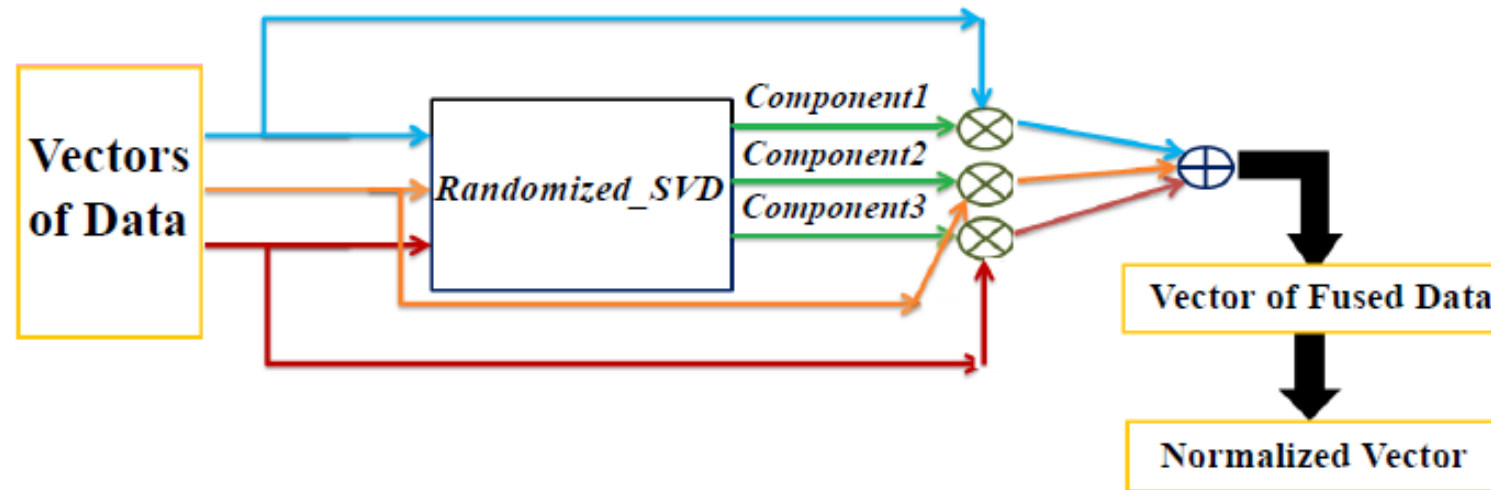 Vectors
of Data
Randomized_SVD
Component1
Component2
Component3
Vector of Fused Data
Normalized Vector